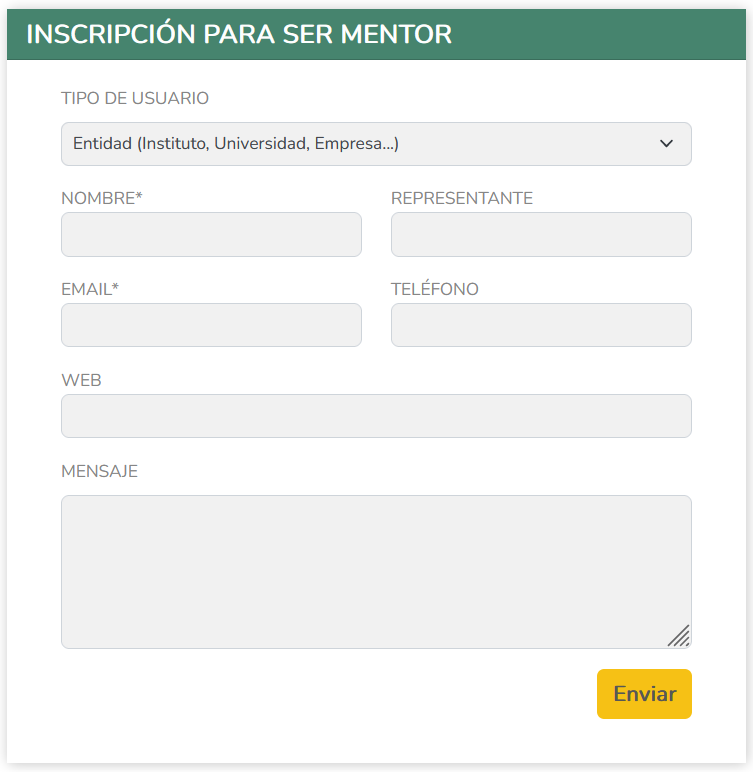 INSCRIPCIÓN PARA SER MENTOR
TIPO DE USUARIO
Entidad (Instituto, Universidad, Empresa...)
NOMBRE*
REPRESENTANTE
EMAIL*
TELÉFONO
WEB
MENSAJE
Enviar